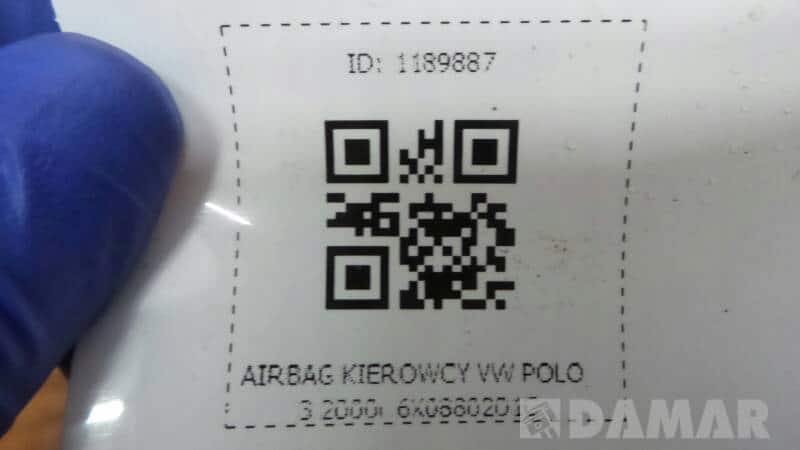 ID: 1189887
AIRBAG KIEROWCY VW POLO
3 2000r 6X0880201
DAMAR